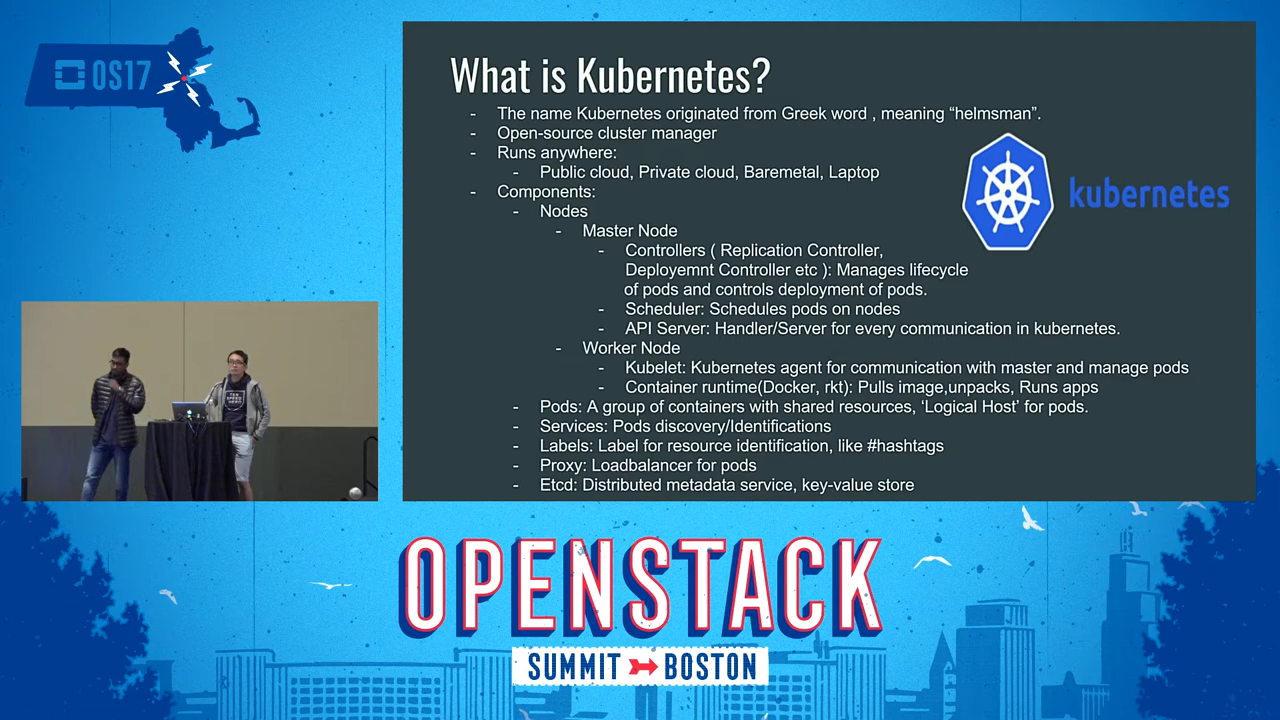 OS17
What is Kubernetes?
- The name Kubernetes originated from Greek word , meaning “helmsman”.
- Open-source cluster manager
- Runs anywhere:
- Public cloud, Private cloud, Baremetal, Laptop
- Components:
- Nodes
- Master Node
- Controllers ( Replication Controller,
Deployemnt Controller etc ): Manages lifecycle
of pods and controls deployment of pods.
- Scheduler: Schedules pods on nodes
- API Server: Handler/Server for every communication in kubernetes.
- Worker Node
- Kubelet: Kubernetes agent for communication with master and manage pods
- Container runtime(Docker, rkt): Pulls image,unpacks, Runs apps
- Pods: A group of containers with shared resources, ‘Logical Host’ for pods.
- Services: Pods discovery/Identifications
- Labels: Label for resource identification, like #hashtags
- Proxy: Loadbalancer for pods
- Etcd: Distributed metadata service, key-value store
kubernetes
OPENSTACK
SUMMIT BOSTON